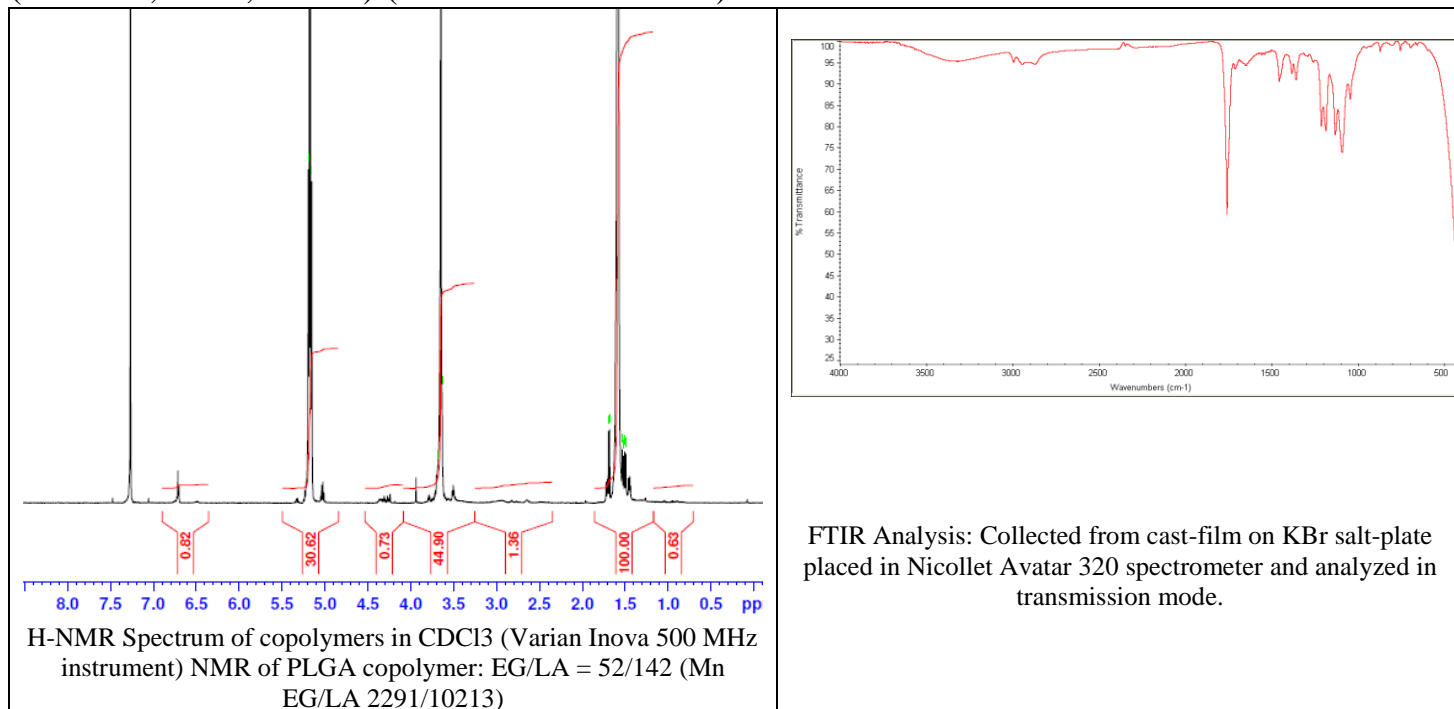 0.82
30.62
0.73
44.90
1.36
100.00
0.63
8.0 7.0 6.5 6.0 5.5 5.0 4.5 4.0 3.5 3.0 2.5 2.0 1.5 1.0 0.5 pp
H-NMR Spectrum of copolymers in CDCl3 (Varian Inova 500 MHz
instrument) NMR of PLGA copolymer: EG/LA = 52/142 (Mn
EG/LA 2291/10213)
100
95
90
85
80
75
70
65
60
55
50
45
40
35
30
25
% Transmittance
4000 3500 3000 2500 2000 1500 1000 500
Wavenumbers (cm-1)
FTIR Analysis: Collected from cast-film on KBr salt-plate
placed in Nicollet Avatar 320 spectrometer and analyzed in
transmission mode.